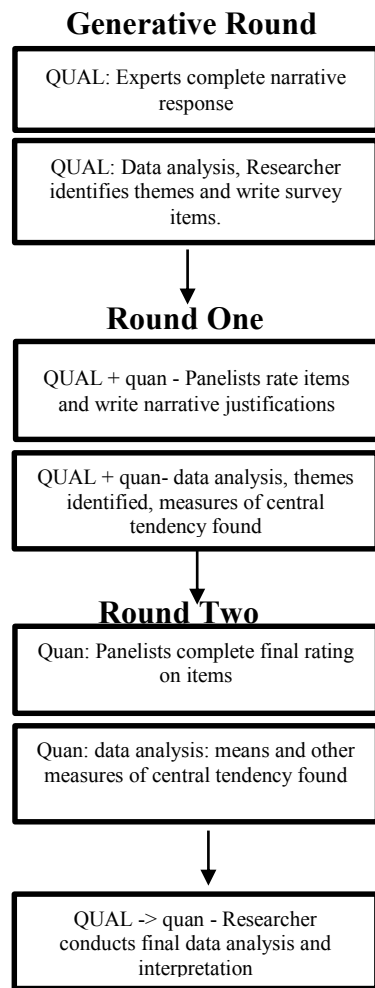 Generative Round
QUAL: Experts complete narrative
response
QUAL: Data analysis, Researcher
identifies themes and write survey
items.
Round One
QUAL + quan - Panelists rate items
and write narrative justifications
QUAL + quan- data analysis, themes
identified, measures of central
tendency found
Round Two
Quan: Panelists complete final rating
on items
Quan: data analysis: means and other
measures of central tendency found
QUAL -> quan - Researcher
conducts final data analysis and
interpretation